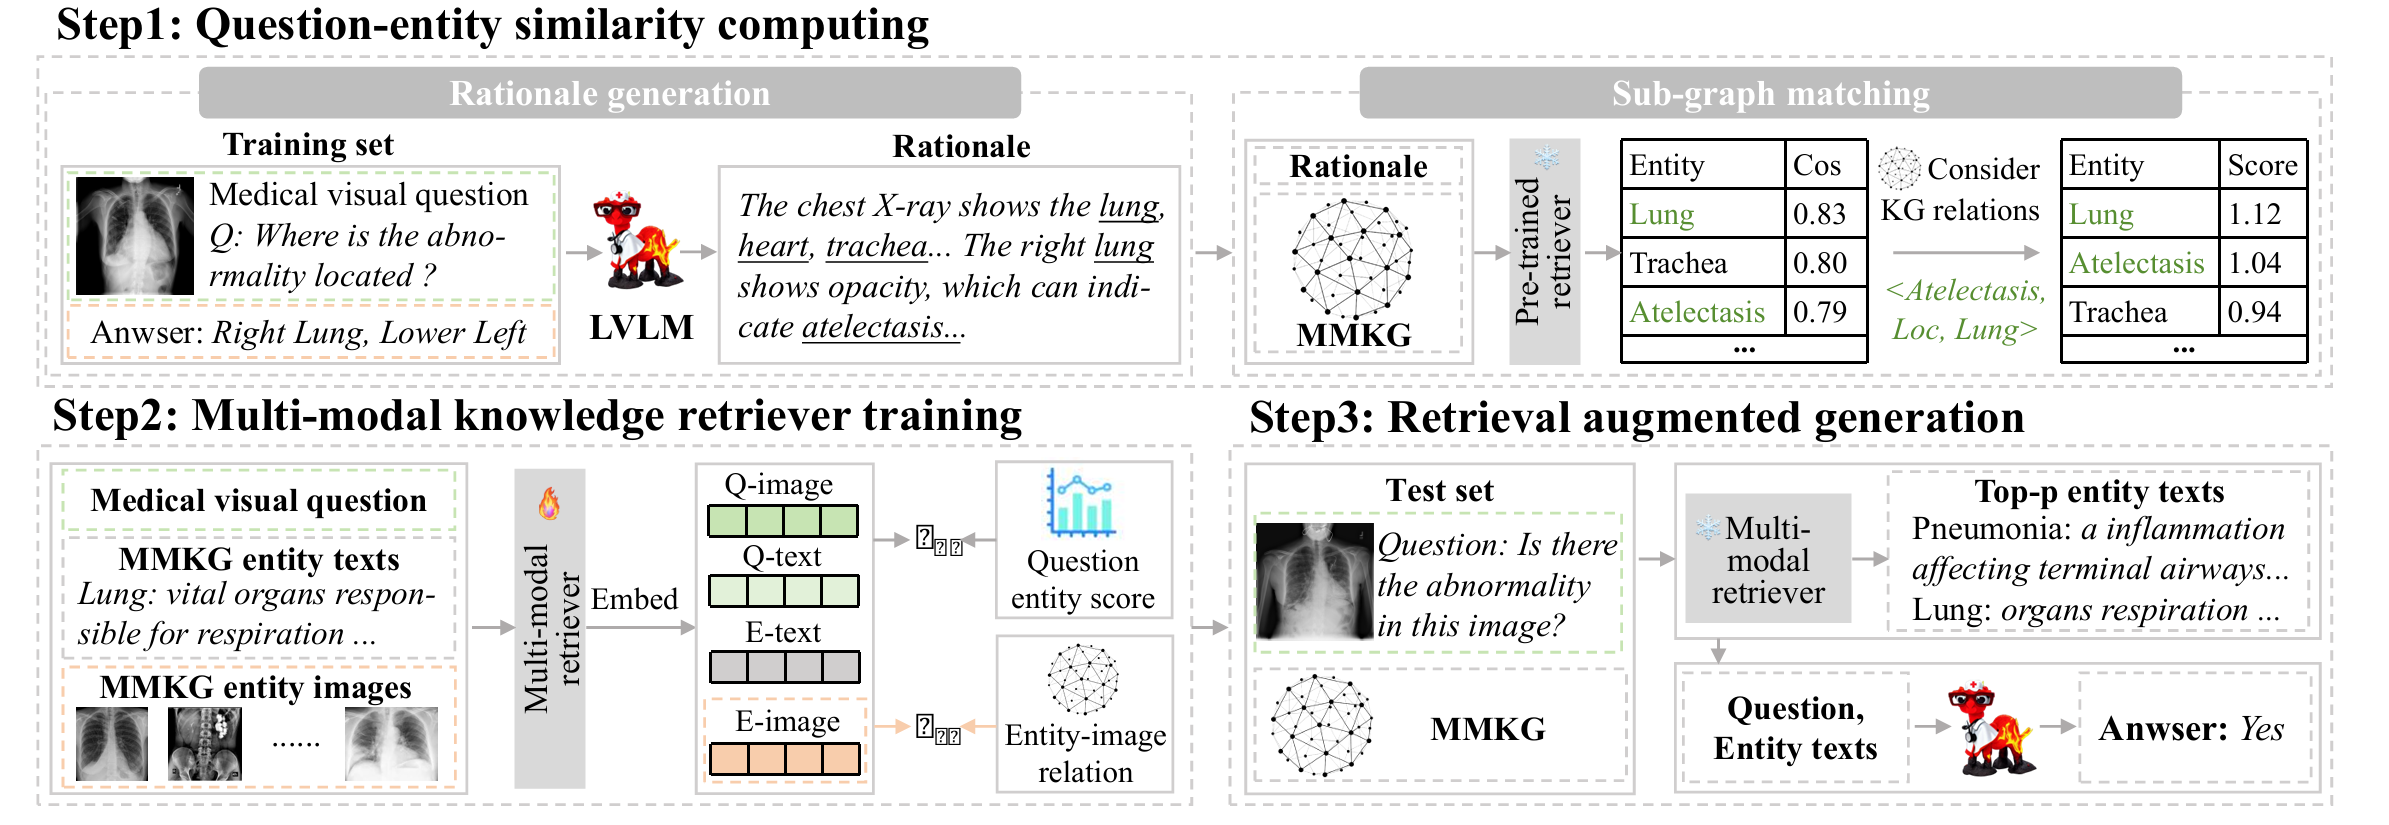 Step1: Question-entity similarity computing
Rationale generation
Training set
Medical visual question
Q: Where is the abno-
rmality located ?
Anwser: Right Lung, Lower Left
LVLM
Rationale
The chest X-ray shows the lung,
heart, trachea... The right lung
shows opacity, which can indi-
cate atelectasis...
Sub-graph matching
Rationale
MMKG
Pre-trained
retriever
Entity Cos
Lung 0.83
Trachea 0.80
Atelectasis 0.79
...
Consider
KG relations
<Atelectasis,
Loc, Lung>
Entity Score
Lung 1.12
Atelectasis 1.04
Trachea 0.94
...
Step2: Multi-modal knowledge retriever training
Medical visual question
MMKG entity texts
Lung: vital organs respon-
sible for respiration ...
MMKG entity images
......
Multi-modal
retriever
Embed
Q-image
Q-text
E-text
E-image
Question
entity score
Entity-image
relation
Step3: Retrieval augmented generation
Test set
Question: Is there
the abnormality
in this image?
MMKG
Multi-
modal
retriever
Top-p entity texts
Pneumonia: a inflammation
affecting terminal airways...
Lung: organs respiration ...
Question,
Entity texts
Anwser: Yes